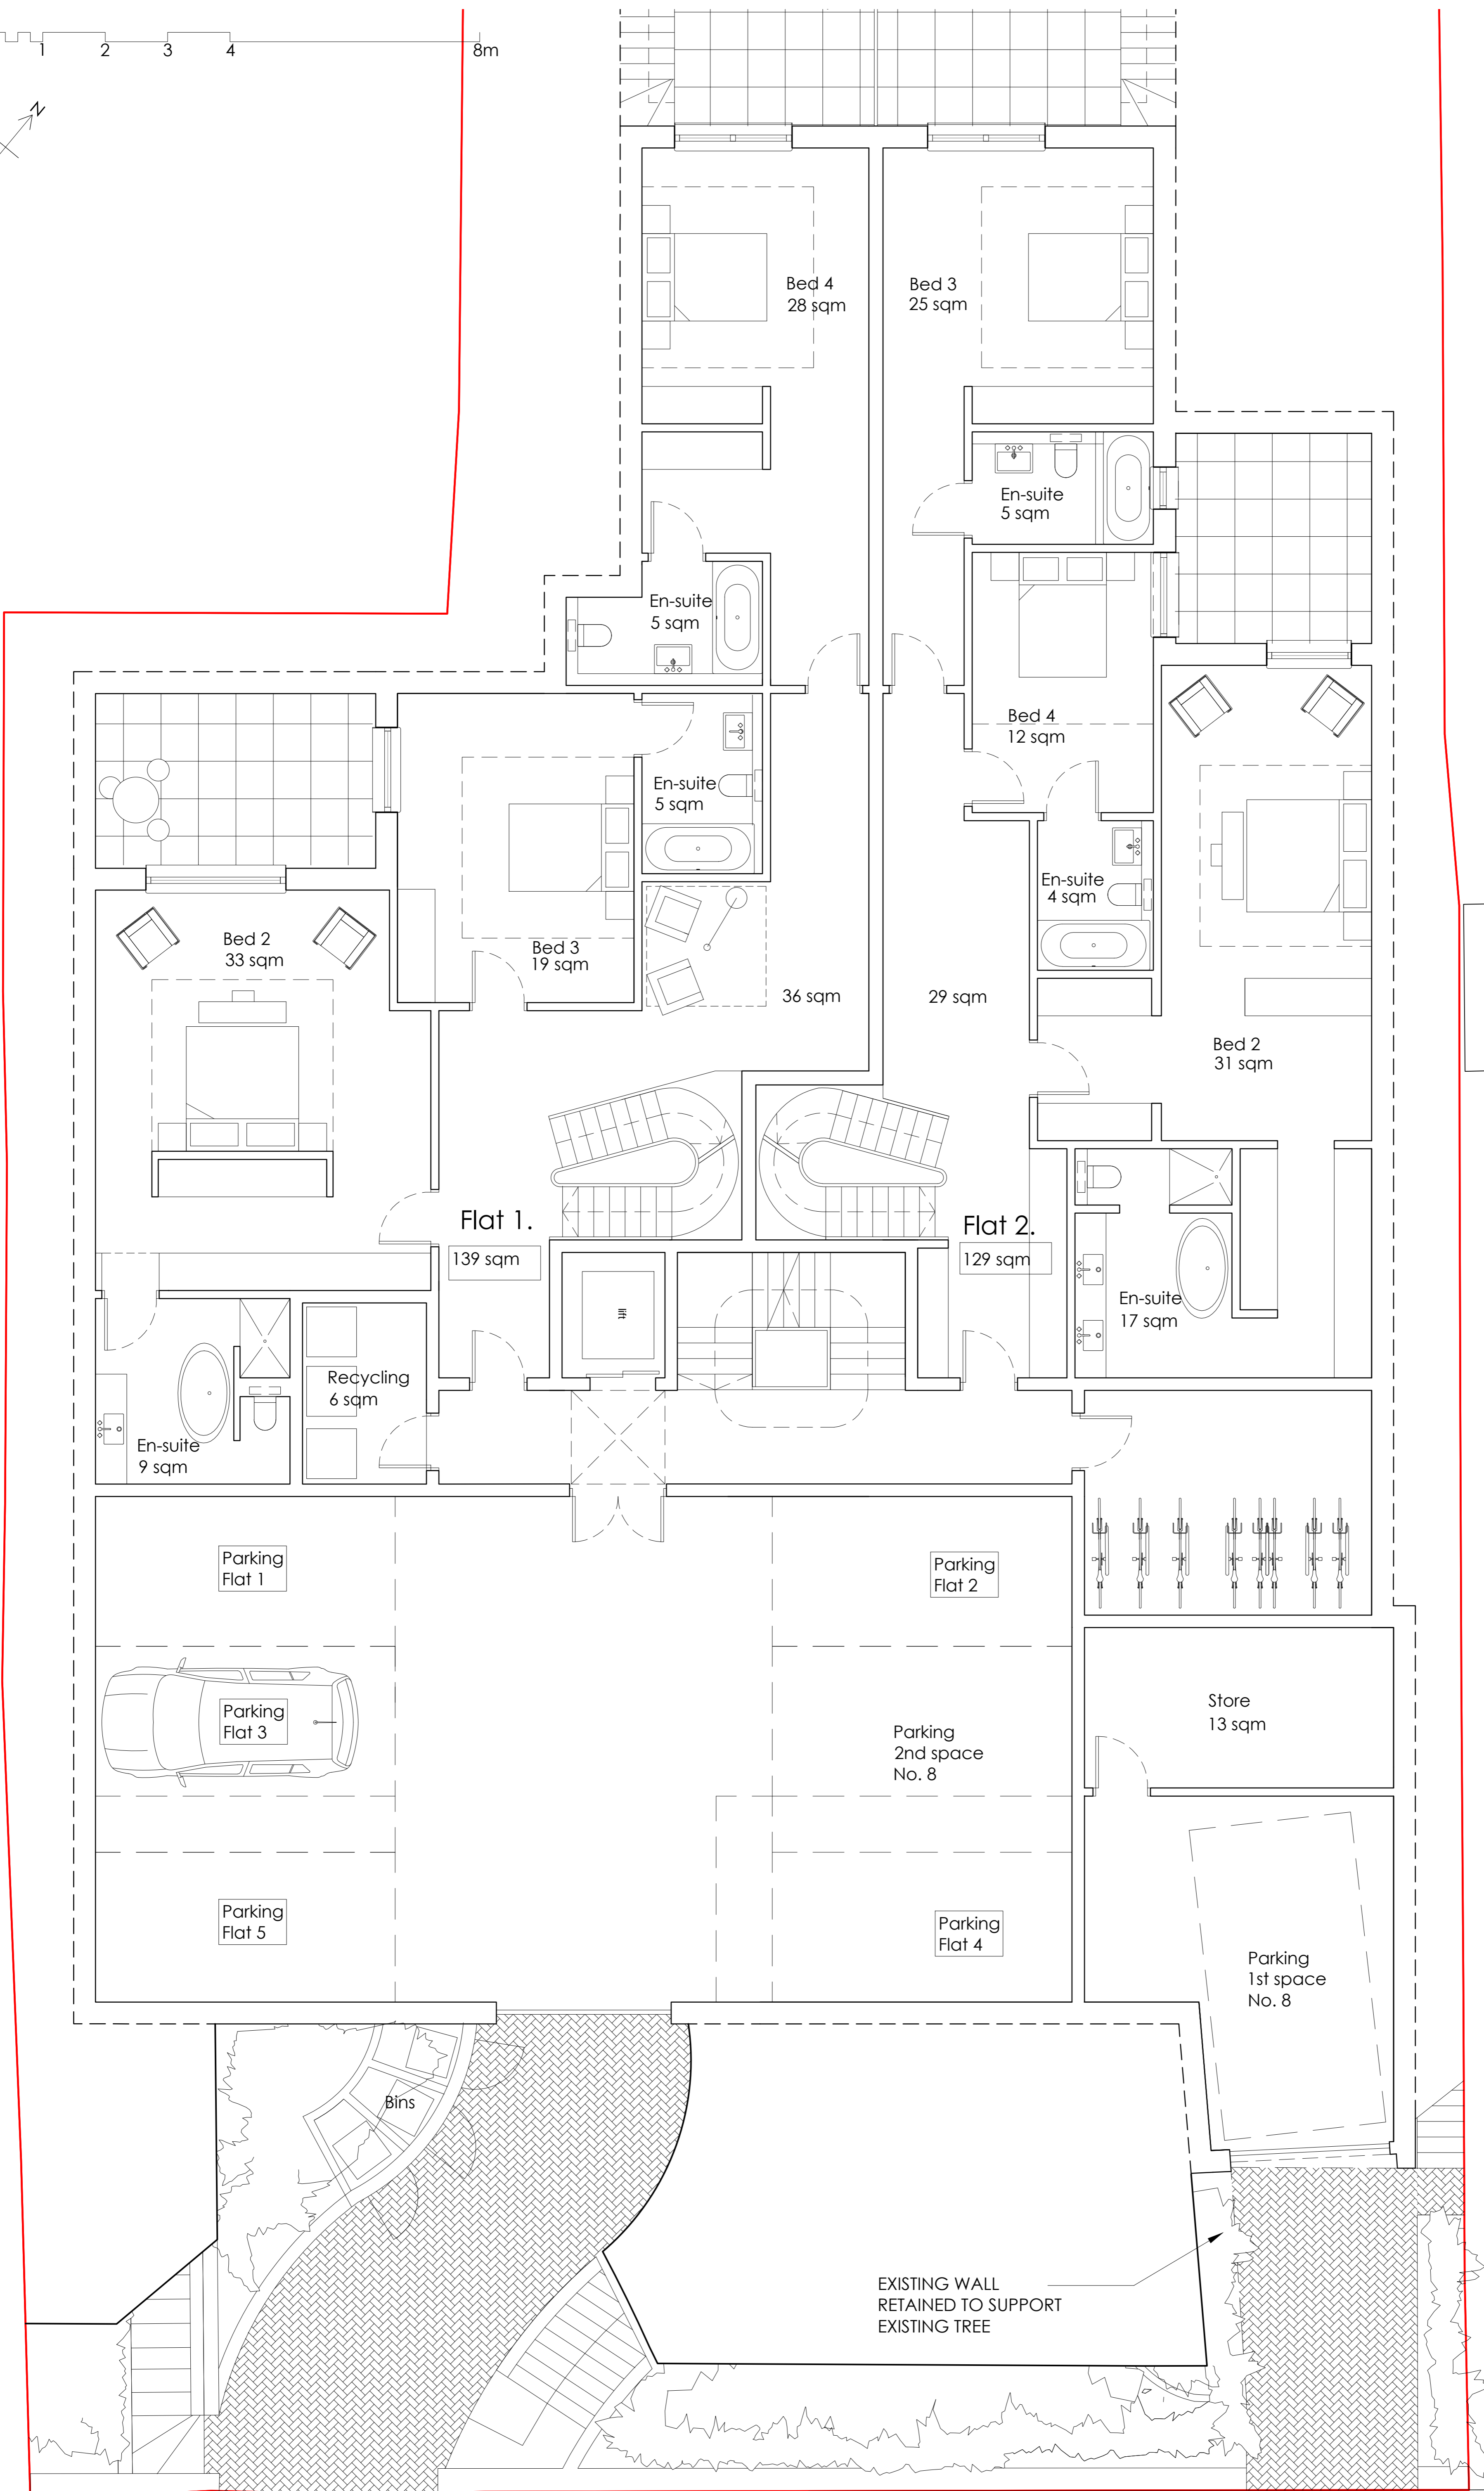 1 2 3 4 8m
N
Bed 4
28 sqm
Bed 3
25 sqm
En-suite
5 sqm
En-suite
5 sqm
Bed 4
12 sqm
En-suite
5 sqm
En-suite
4 sqm
Bed 2
33 sqm
Bed 3
19 sqm
36 sqm
29 sqm
Bed 2
31 sqm
Flat 1.
139 sqm
Flat 2.
129 sqm
lift
En-suite
17 sqm
Recycling
6 sqm
En-suite
9 sqm
Parking
Flat 1
Parking
Flat 2
Parking
Flat 3
Parking
2nd space
No. 8
Store
13 sqm
Parking
Flat 5
Parking
Flat 4
Parking
1st space
No. 8
Bins
EXISTING WALL
RETAINED TO SUPPORT
EXISTING TREE